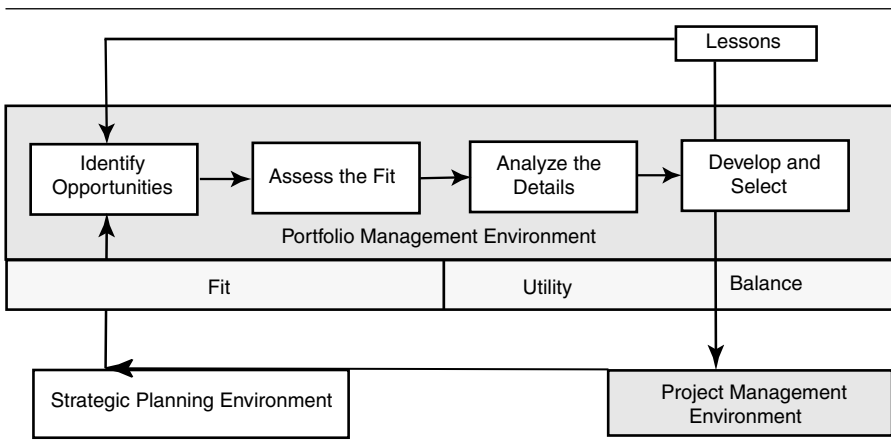 Lessons
Identify
Opportunities
Assess the Fit
Analyze the
Details
Develop and
Select
Portfolio Management Environment
Fit
Utility
Balance
Strategic Planning Environment
Project Management
Environment